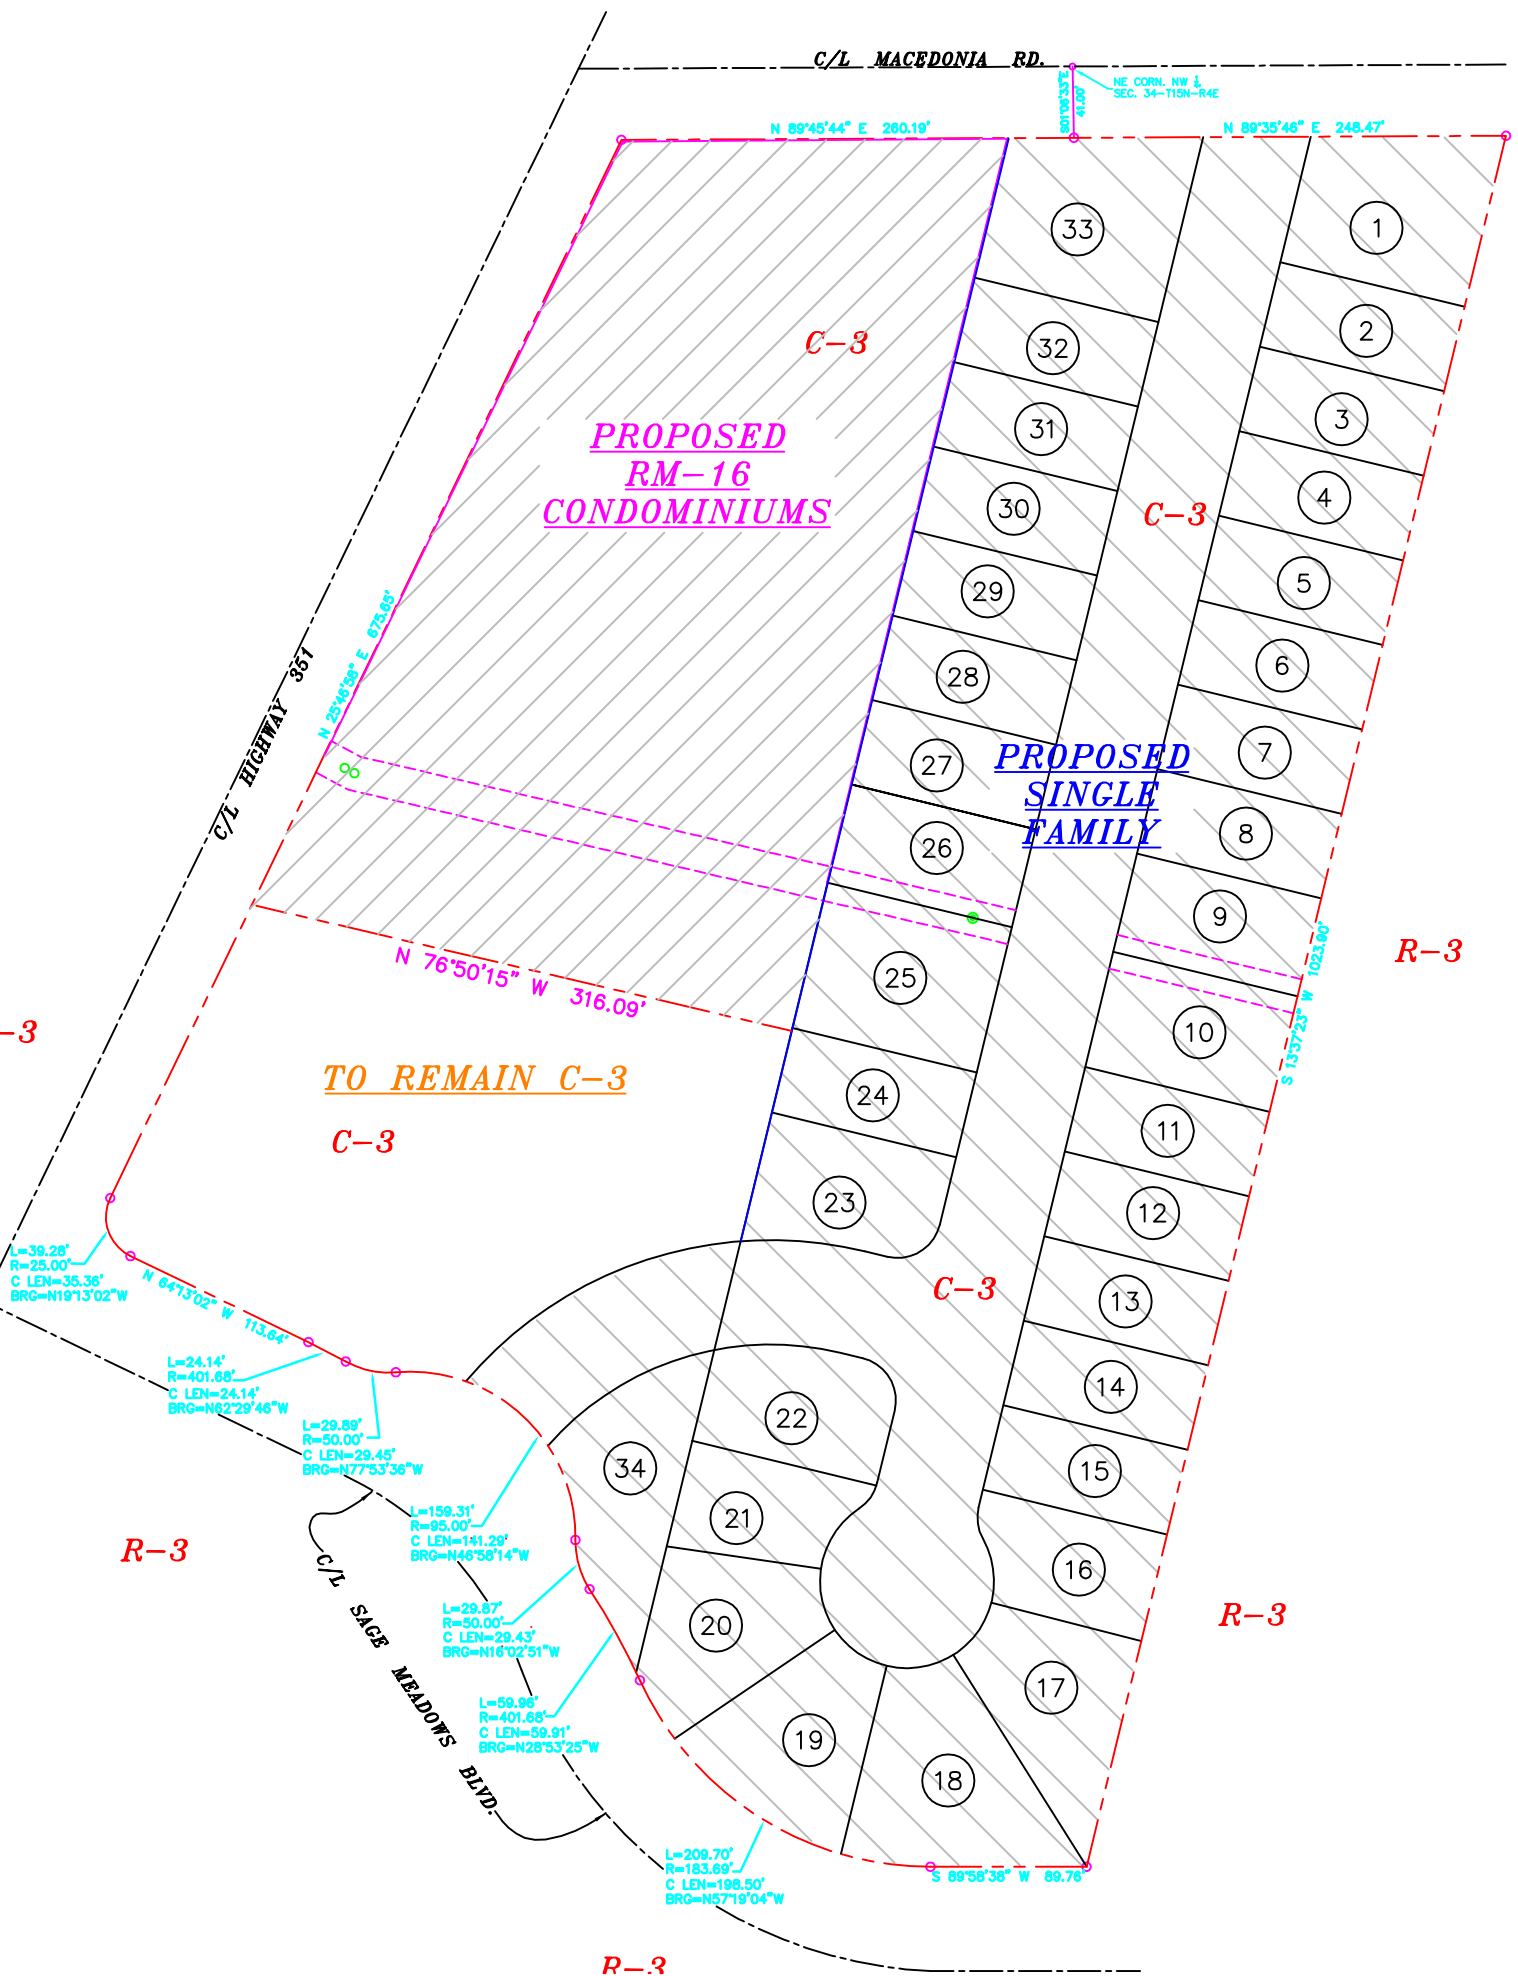 C/L MACEDONIA RD.
S01°06'33"E
41.00'
NE CORN. NW ¼,
SEC. 34-T15N-R4E
N 89°45'44" E 260.19'
N 89°35'46" E 248.47'
33
1
C-3
32
2
31
3
PROPOSED
RM-16
CONDOMINIUMS
30
4
C-3
29
5
N 25°46'58" E 675.65'
C/L HIGHWAY 351
28
6
27
7
PROPOSED
SINGLE
FAMILY
26
8
9
25
N 76°50'15" W 316.09'
R-3
S 13°37'23" W 1023.90'
-3
10
TO REMAIN C-3
C-3
24
11
23
12
L=39.28'
R=25.00'
C LEN=35.36'
BRG=N19°13'02"W
N 64°13'02" W 113.64'
C-3
13
L=24.14'
R=401.68'
C LEN=24.14'
BRG=N62°29'46"W
14
22
L=29.89'
R=50.00'
C LEN=29.45'
BRG=N77°53'36"W
34
15
L=159.31'
R=95.00'
C LEN=141.29'
BRG=N46°58'14"W
21
R-3
16
C/L SAGE MEADOWS BLVD.
L=29.87'
R=50.00'
C LEN=29.43'
BRG=N16°02'51"W
20
R-3
17
L=59.96'
R=401.68'
C LEN=59.91'
BRG=N28°53'25"W
19
18
L=209.70'
R=183.69'
C LEN=198.50'
BRG=N57°19'04"W
S 89°58'38" W 89.76'
R-3